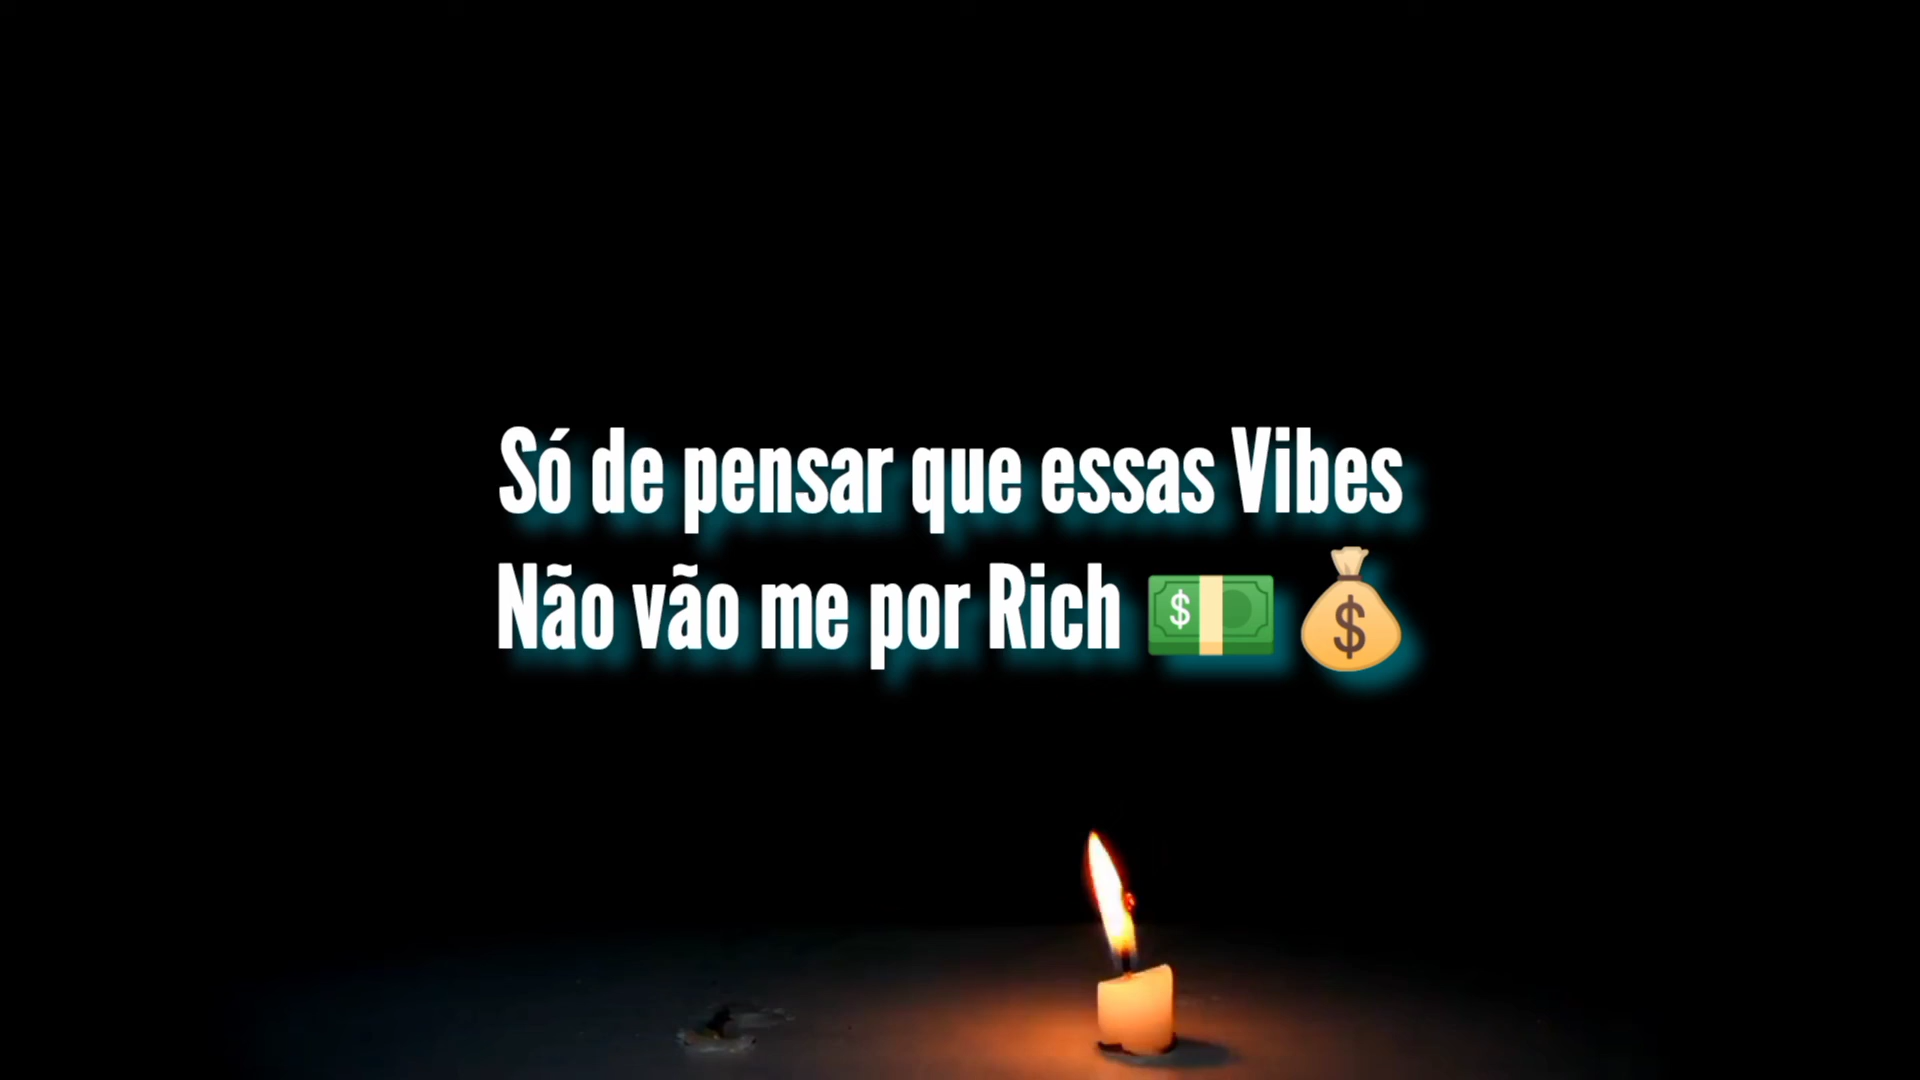 Só de pensar que essas Vibes
Não vão me por Rich 💵 💰